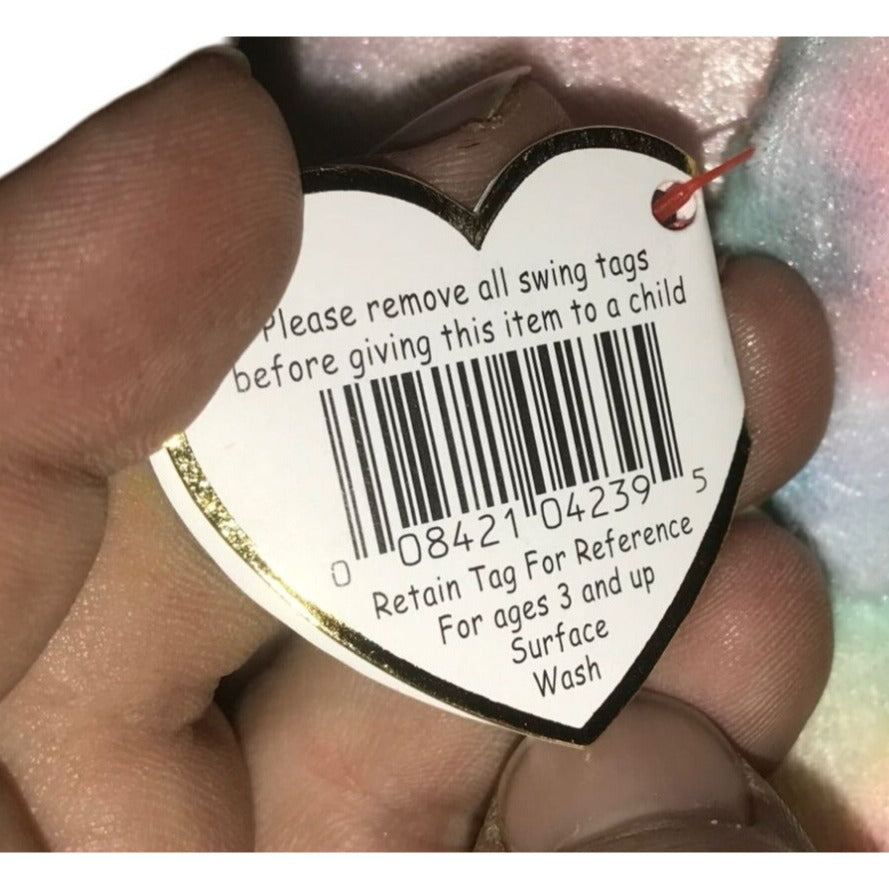 Please remove all swing tags
before giving this item to a child
0 08421 04239 5
Retain Tag For Reference
For ages 3 and up
Surface
Wash